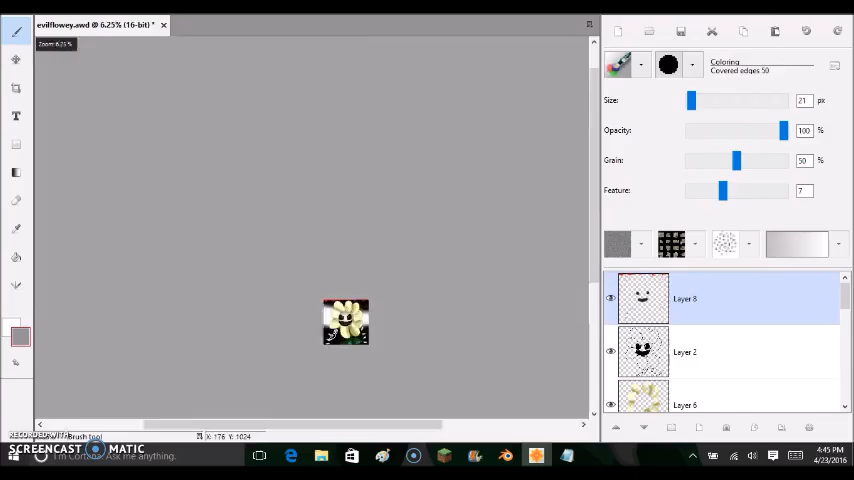 evilflowey.awd @ 6.25% (16-bit) *
Zoom: 6.25 %
Coloring
Covered edges 50
Size: 21 px
Opacity: 100 %
Grain: 50 %
Feature: 7
Layer 8
Layer 2
Layer 6
Brush tool
X: 176 Y: 1024
RECORDED WITH
SCREENCAST MATIC
I'm Cortana. Ask me anything.
4:45 PM
4/23/2016